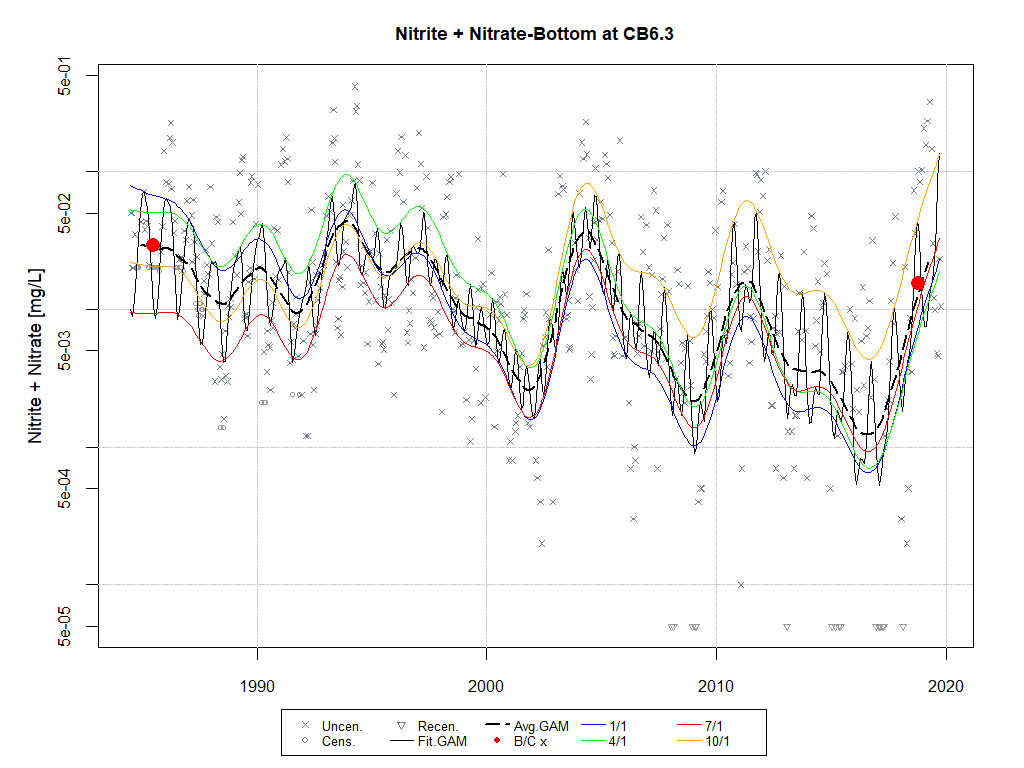 Nitrite + Nitrate-Bottom at CB6.3
Nitrite + Nitrate [mg/L]
5e-01
5e-02
5e-03
5e-04
5e-05
1990 2000 2010 2020
Uncen. Recen. Avg.GAM 1/1 7/1
Cens. Fit.GAM B/C x 4/1 10/1